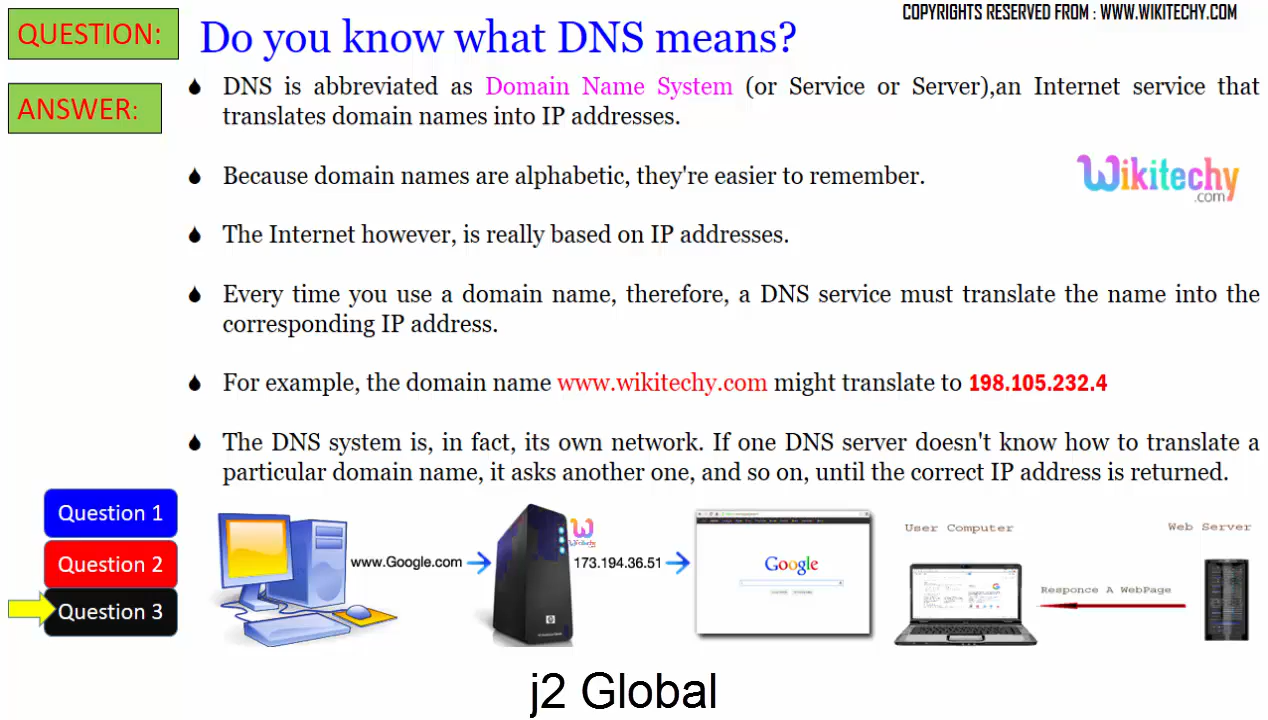 COPYRIGHTS RESERVED FROM : WWW.WIKITECHY.COM
QUESTION:
Do you know what DNS means?
ANSWER:
DNS is abbreviated as Domain Name System (or Service or Server),an Internet service that
translates domain names into IP addresses.
Because domain names are alphabetic, they're easier to remember.
Wikitechy
.com
The Internet however, is really based on IP addresses.
Every time you use a domain name, therefore, a DNS service must translate the name into the
corresponding IP address.
For example, the domain name www.wikitechy.com might translate to 198.105.232.4
The DNS system is, in fact, its own network. If one DNS server doesn't know how to translate a
particular domain name, it asks another one, and so on, until the correct IP address is returned.
Question 1
Question 2
Question 3
www.Google.com
173.194.36.51
Google
User Computer
Web Server
Responce A WebPage
j2 Global